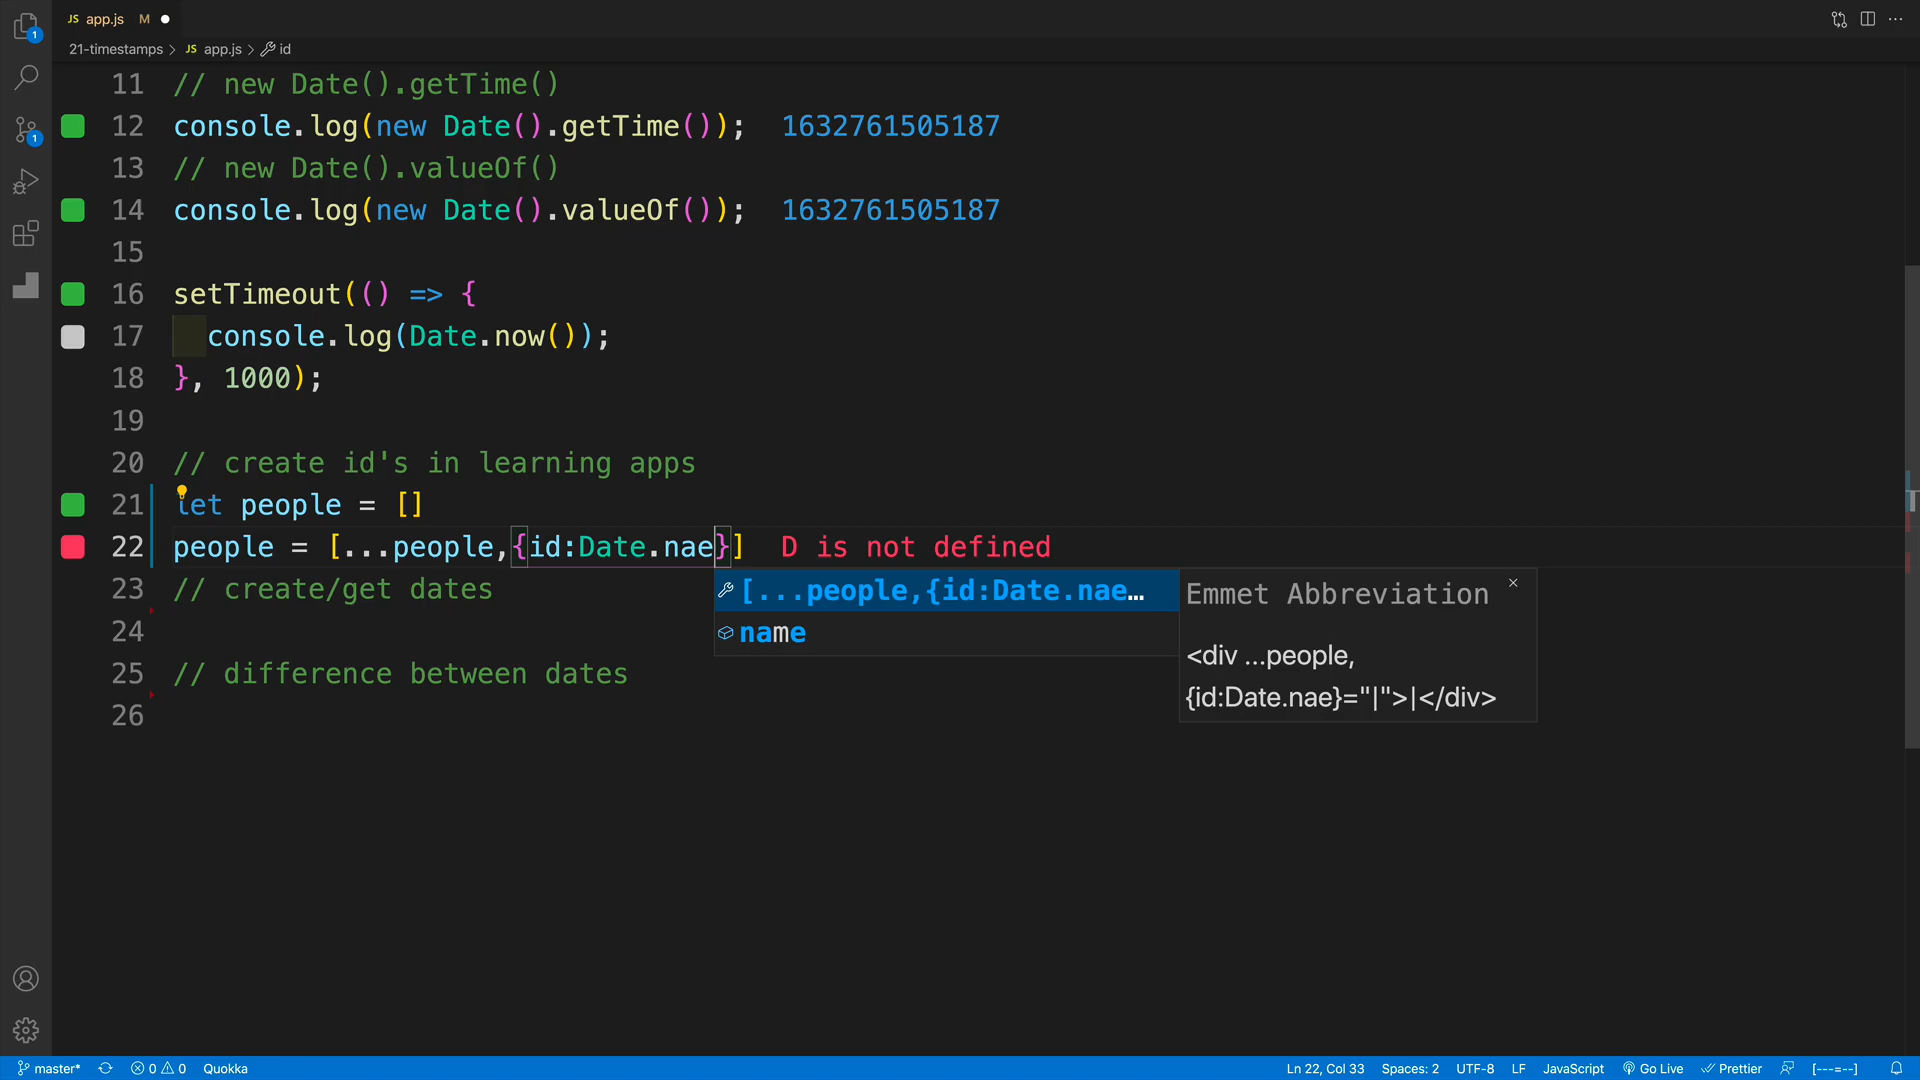 JS app.js M
21-timestamps > JS app.js > id
11 // new Date().getTime()
12 console.log(new Date().getTime()); 1632761505187
13 // new Date().valueOf()
14 console.log(new Date().valueOf()); 1632761505187
15
16 setTimeout(() => {
17 console.log(Date.now());
18 }, 1000);
19
20 // create id's in learning apps
21 let people = []
22 people = [...people,{id:Date.nae}] D is not defined
23 // create/get dates
24
25 // difference between dates
26
[...people,{id:Date.nae…
name
Emmet Abbreviation ×
<div ...people,
{id:Date.nae}="|">|</div>
1
1
master* 0 0 Quokka Ln 22, Col 33 Spaces: 2 UTF-8 LF JavaScript Go Live Prettier [---=--]